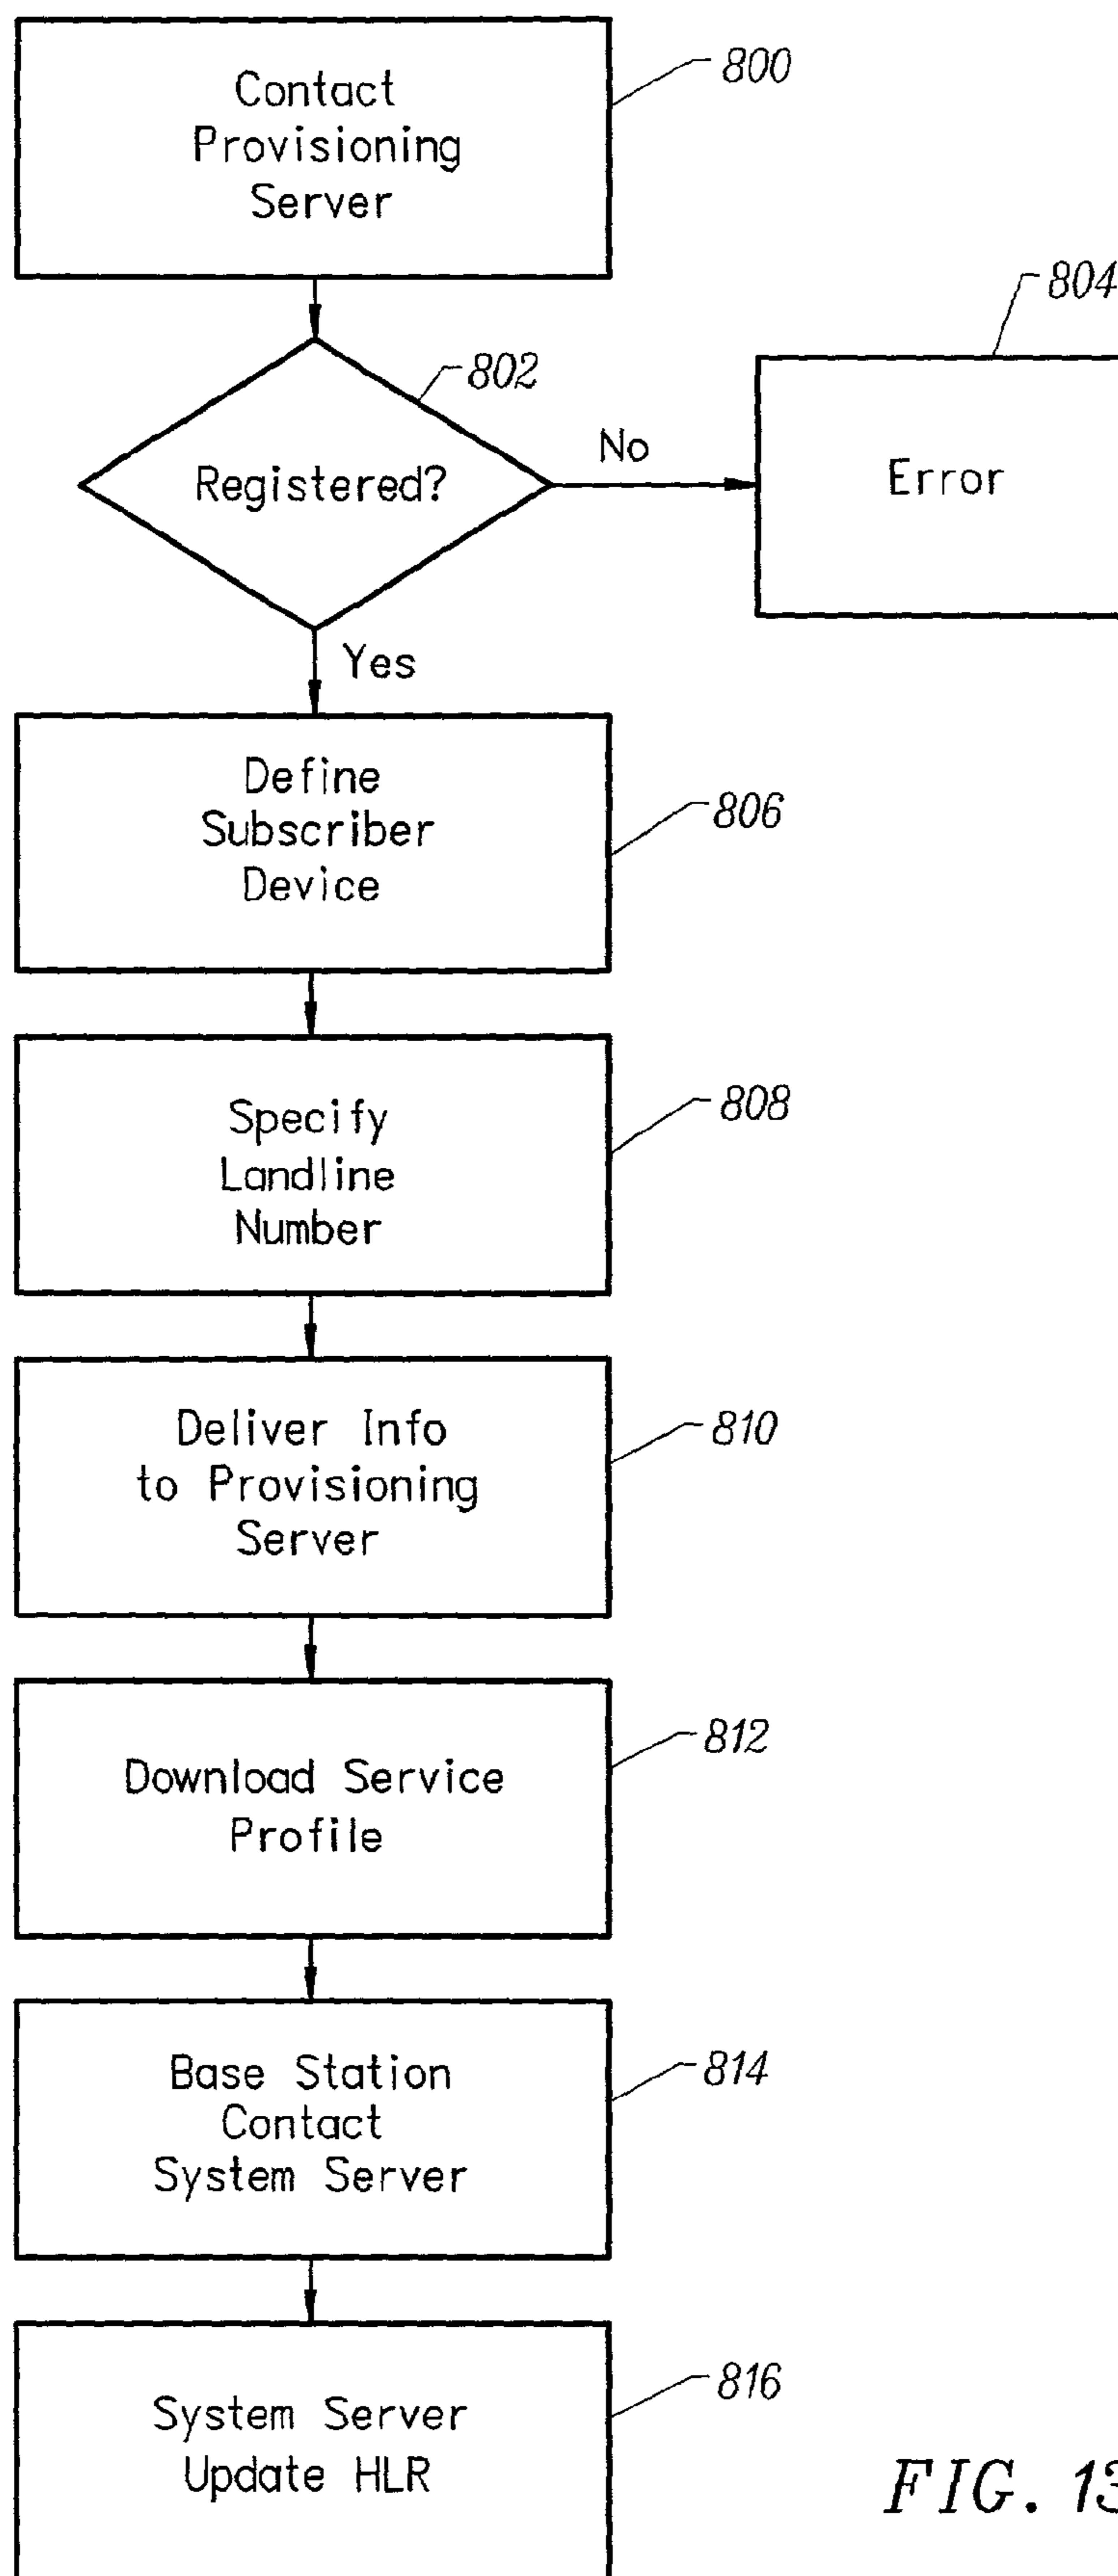 800
Contact
Provisioning
Server
804
802
No
Registered?
Error
Yes
Define
Subscriber
Device
806
Specify
Landline
Number
808
Deliver Info
to Provisioning
Server
810
Download Service
Profile
812
Base Station
Contact
System Server
814
System Server
Update HLR
816
FIG. 13